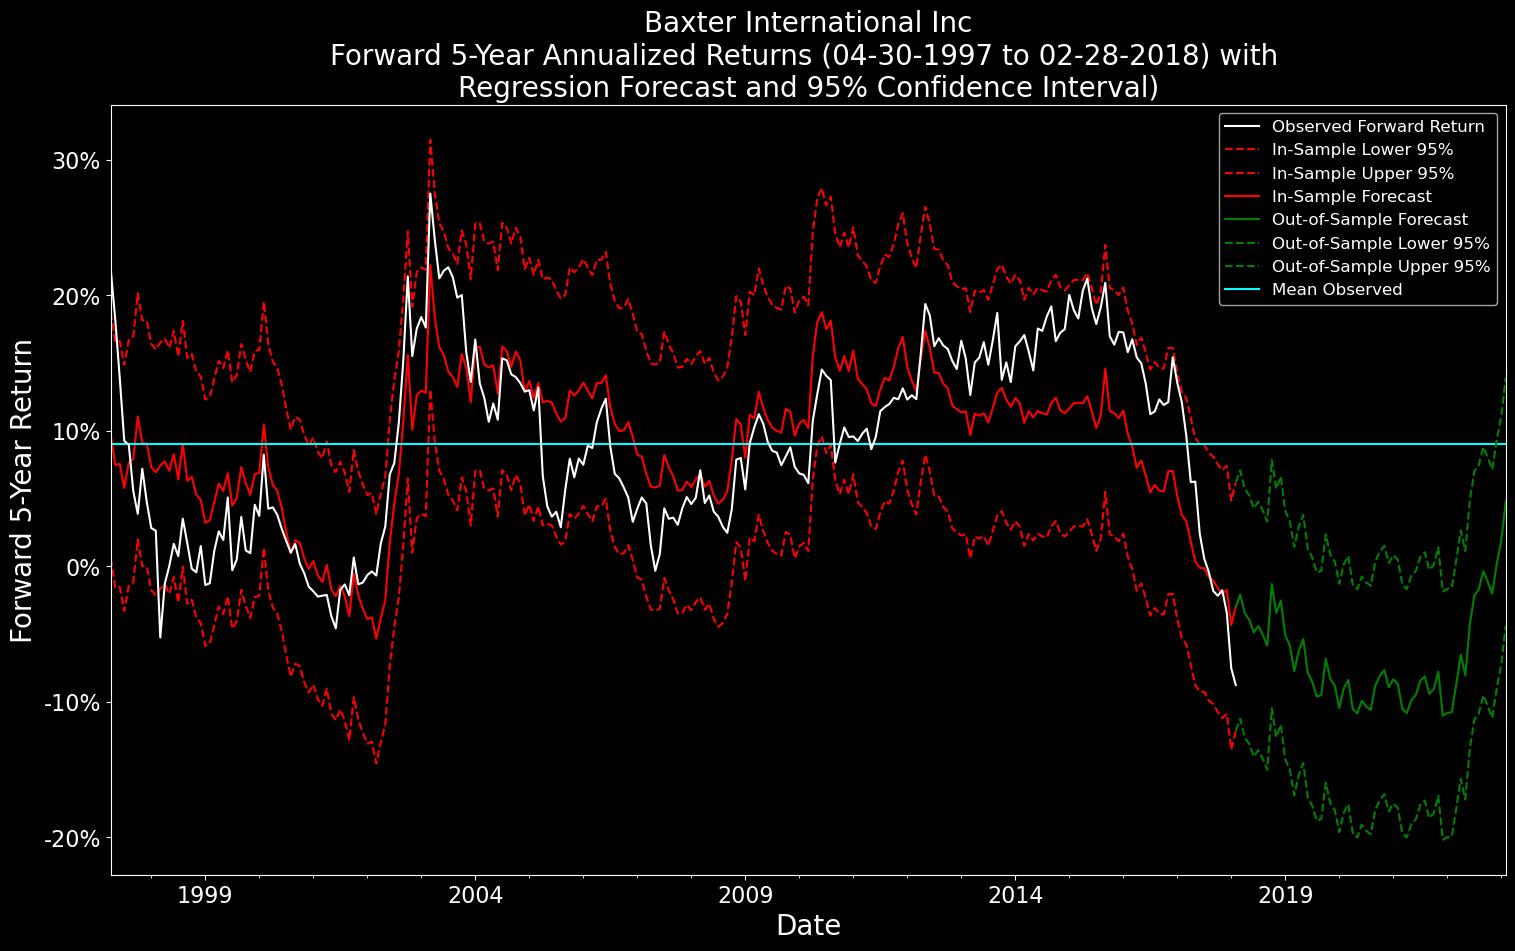 Baxter International Inc
Forward 5-Year Annualized Returns (04-30-1997 to 02-28-2018) with
Regression Forecast and 95% Confidence Interval)
Observed Forward Return
In-Sample Lower 95%
In-Sample Upper 95%
In-Sample Forecast
Out-of-Sample Forecast
Out-of-Sample Lower 95%
Out-of-Sample Upper 95%
Mean Observed
Forward 5-Year Return
30%
20%
10%
0%
-10%
-20%
1999
2004
2009
2014
2019
Date